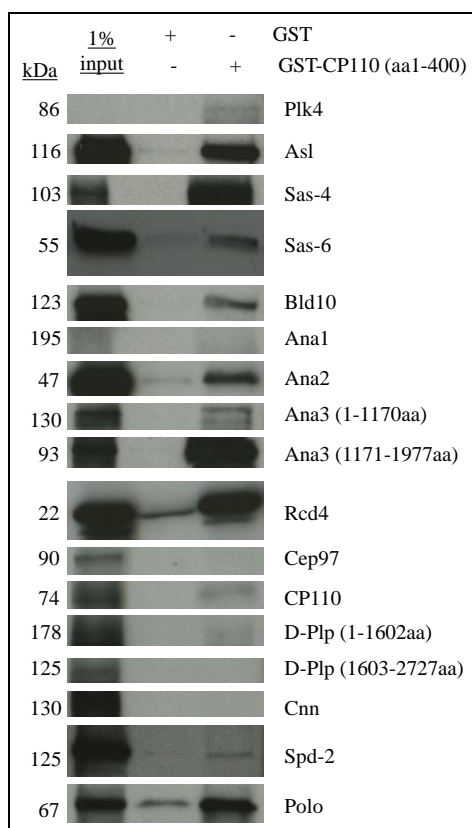 1% + - GST
kDa input - + GST-CP110 (aa1-400)
86 Plk4
116 Asl
103 Sas-4
55 Sas-6
123 Bld10
195 Ana1
47 Ana2
130 Ana3 (1-1170aa)
93 Ana3 (1171-1977aa)
22 Rcd4
90 Cep97
74 CP110
178 D-Plp (1-1602aa)
125 D-Plp (1603-2727aa)
130 Cnn
125 Spd-2
67 Polo